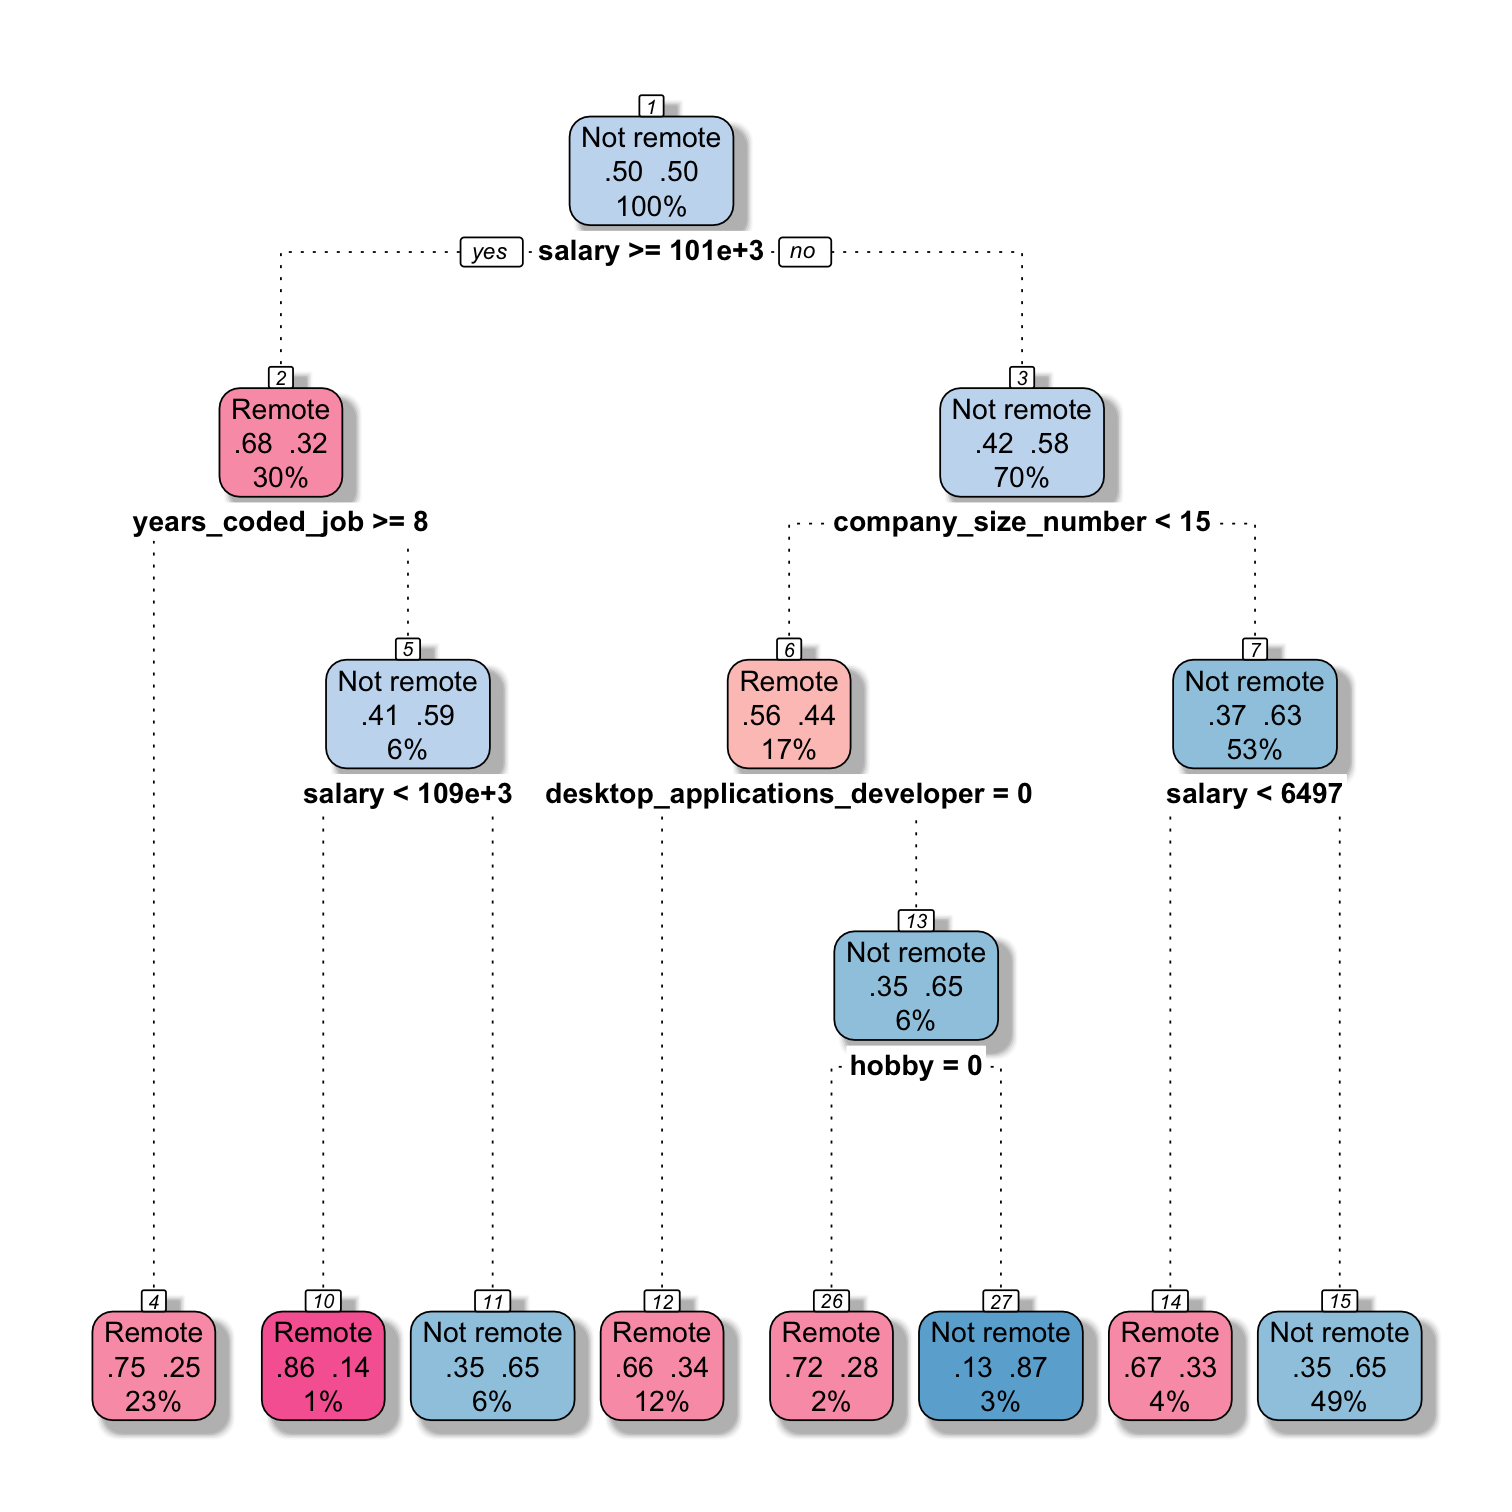 1
Not remote
.50 .50
100%
yes salary >= 101e+3 no
2
Remote
.68 .32
30%
years_coded_job >= 8
3
Not remote
.42 .58
70%
company_size_number < 15
5
Not remote
.41 .59
6%
salary < 109e+3
6
Remote
.56 .44
17%
desktop_applications_developer = 0
7
Not remote
.37 .63
53%
salary < 6497
13
Not remote
.35 .65
6%
hobby = 0
4
Remote
.75 .25
23%
10
Remote
.86 .14
1%
11
Not remote
.35 .65
6%
12
Remote
.66 .34
12%
26
Remote
.72 .28
2%
27
Not remote
.13 .87
3%
14
Remote
.67 .33
4%
15
Not remote
.35 .65
49%